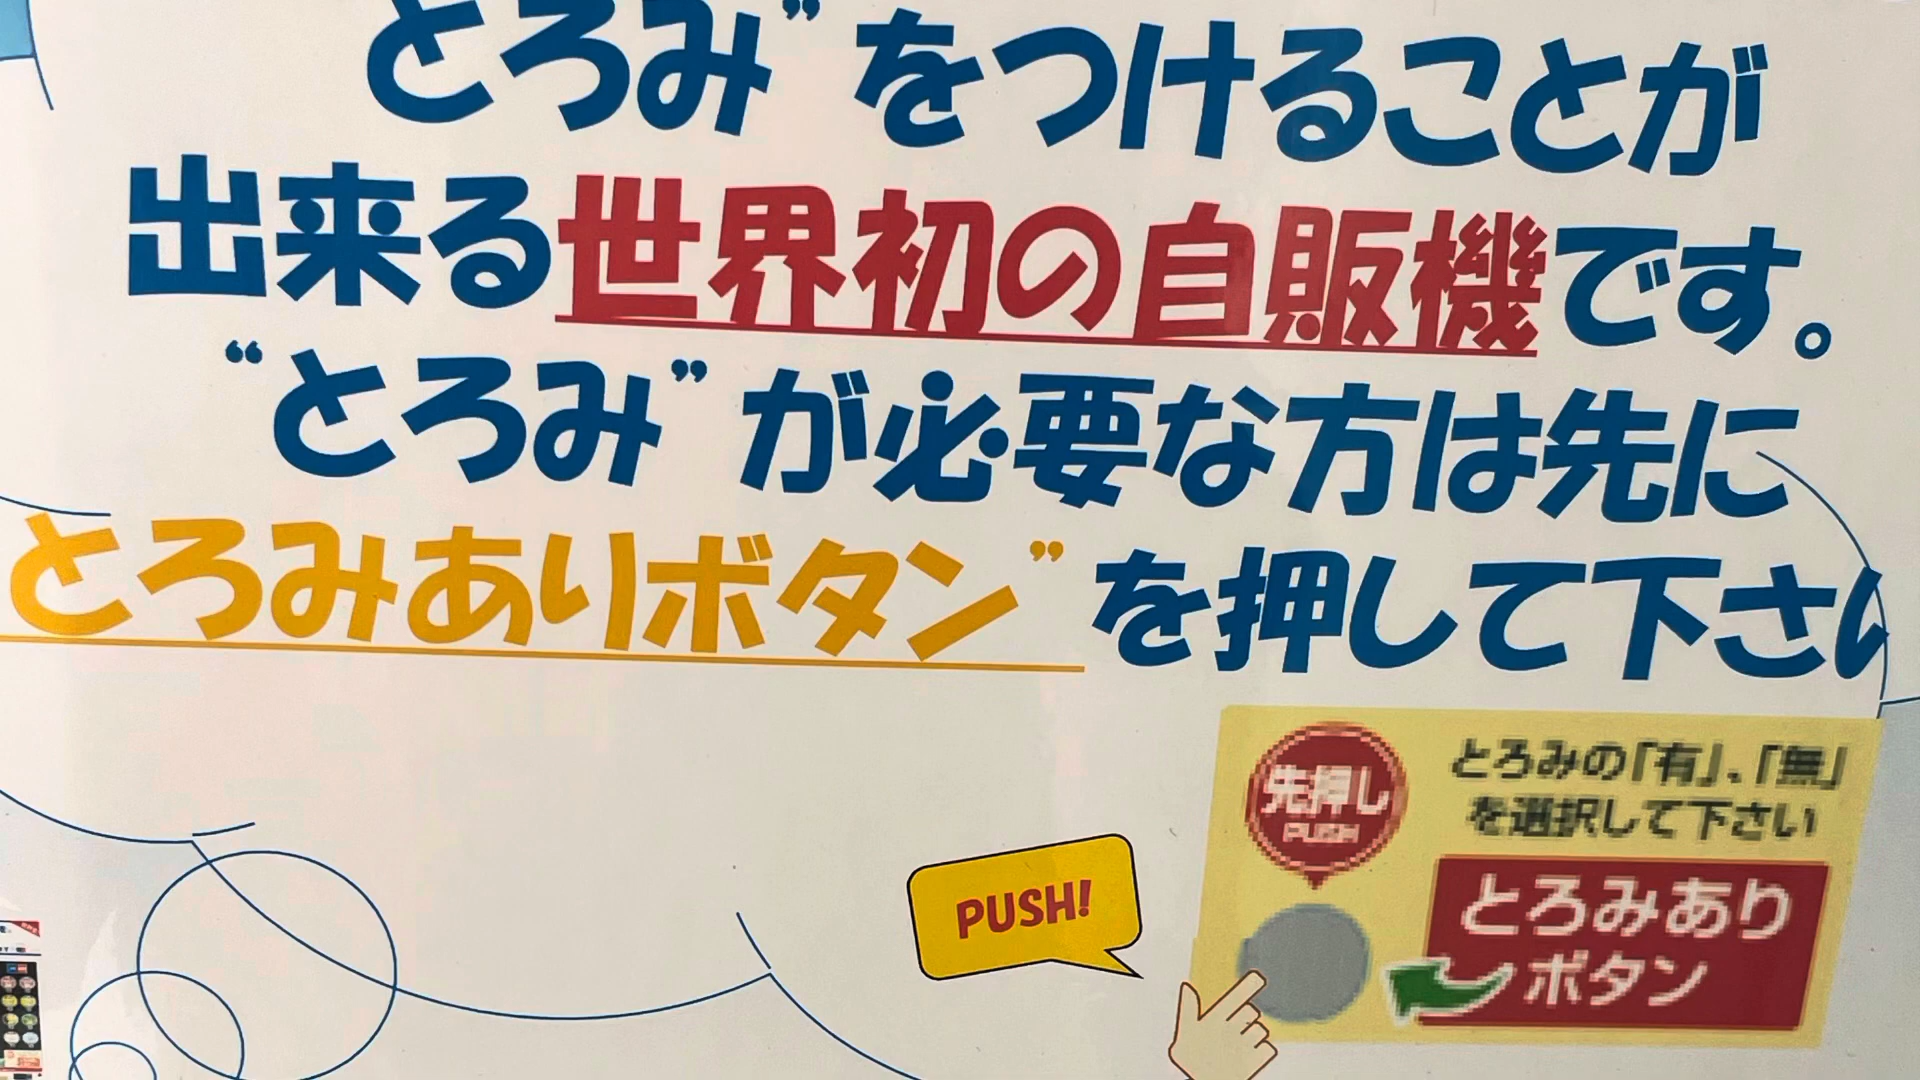 とろみ”をつけることが
出来る世界初の自販機です。
“とろみ”が必要な方は先に
とろみありボタン”を押して下さい
先押し
PUSH
とろみの「有」、「無」
を選択して下さい
PUSH!
とろみあり
ボタン